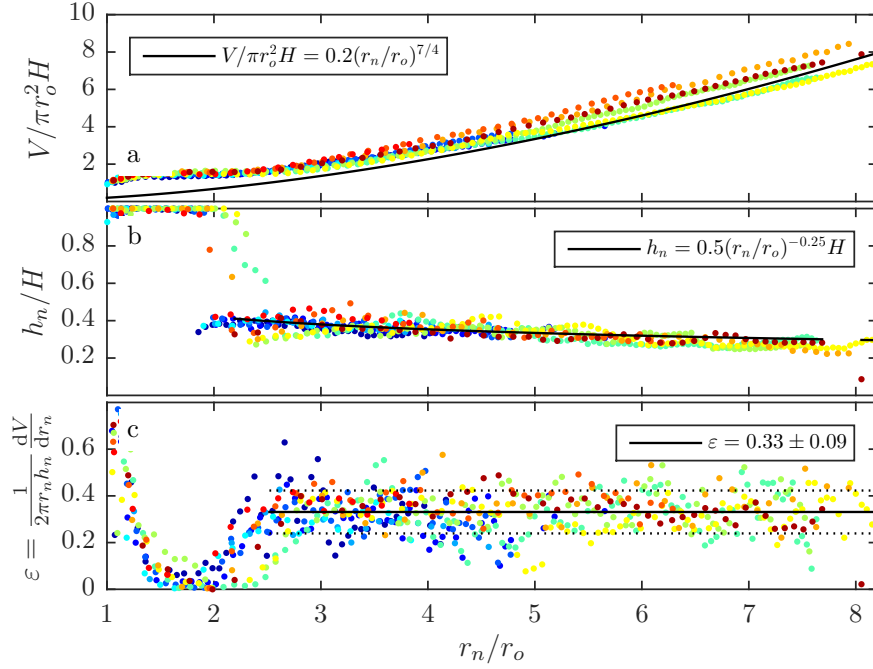 10
8
6
4
2
V/πr_o^2H
V/πr_o^2H = 0.2(r_n/r_o)^{7/4}
a
0.8
0.6
0.4
0.2
h_n/H
b
h_n = 0.5(r_n/r_o)^{-0.25}H
0.6
0.4
0.2
0
ε = \frac{1}{2πr_nh_n} \frac{dV}{dr_n}
c
ε = 0.33 ± 0.09
1 2 3 4 5 6 7 8
r_n/r_o